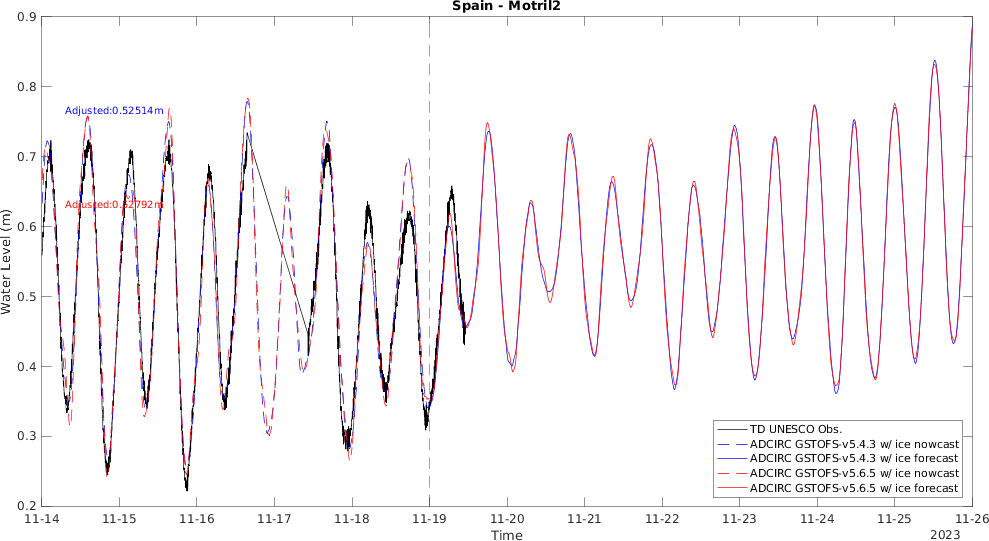 Spain - Motril2
0.9
0.8
0.7
0.6
0.5
0.4
0.3
0.2
Water Level (m)
Adjusted:0.52514m
Adjusted:0.52792m
TD UNESCO Obs.
ADCIRC GSTOFS-v5.4.3 w/ ice nowcast
ADCIRC GSTOFS-v5.4.3 w/ ice forecast
ADCIRC GSTOFS-v5.6.5 w/ ice nowcast
ADCIRC GSTOFS-v5.6.5 w/ ice forecast
11-14 11-15 11-16 11-17 11-18 11-19 11-20 11-21 11-22 11-23 11-24 11-25 11-26
Time
2023